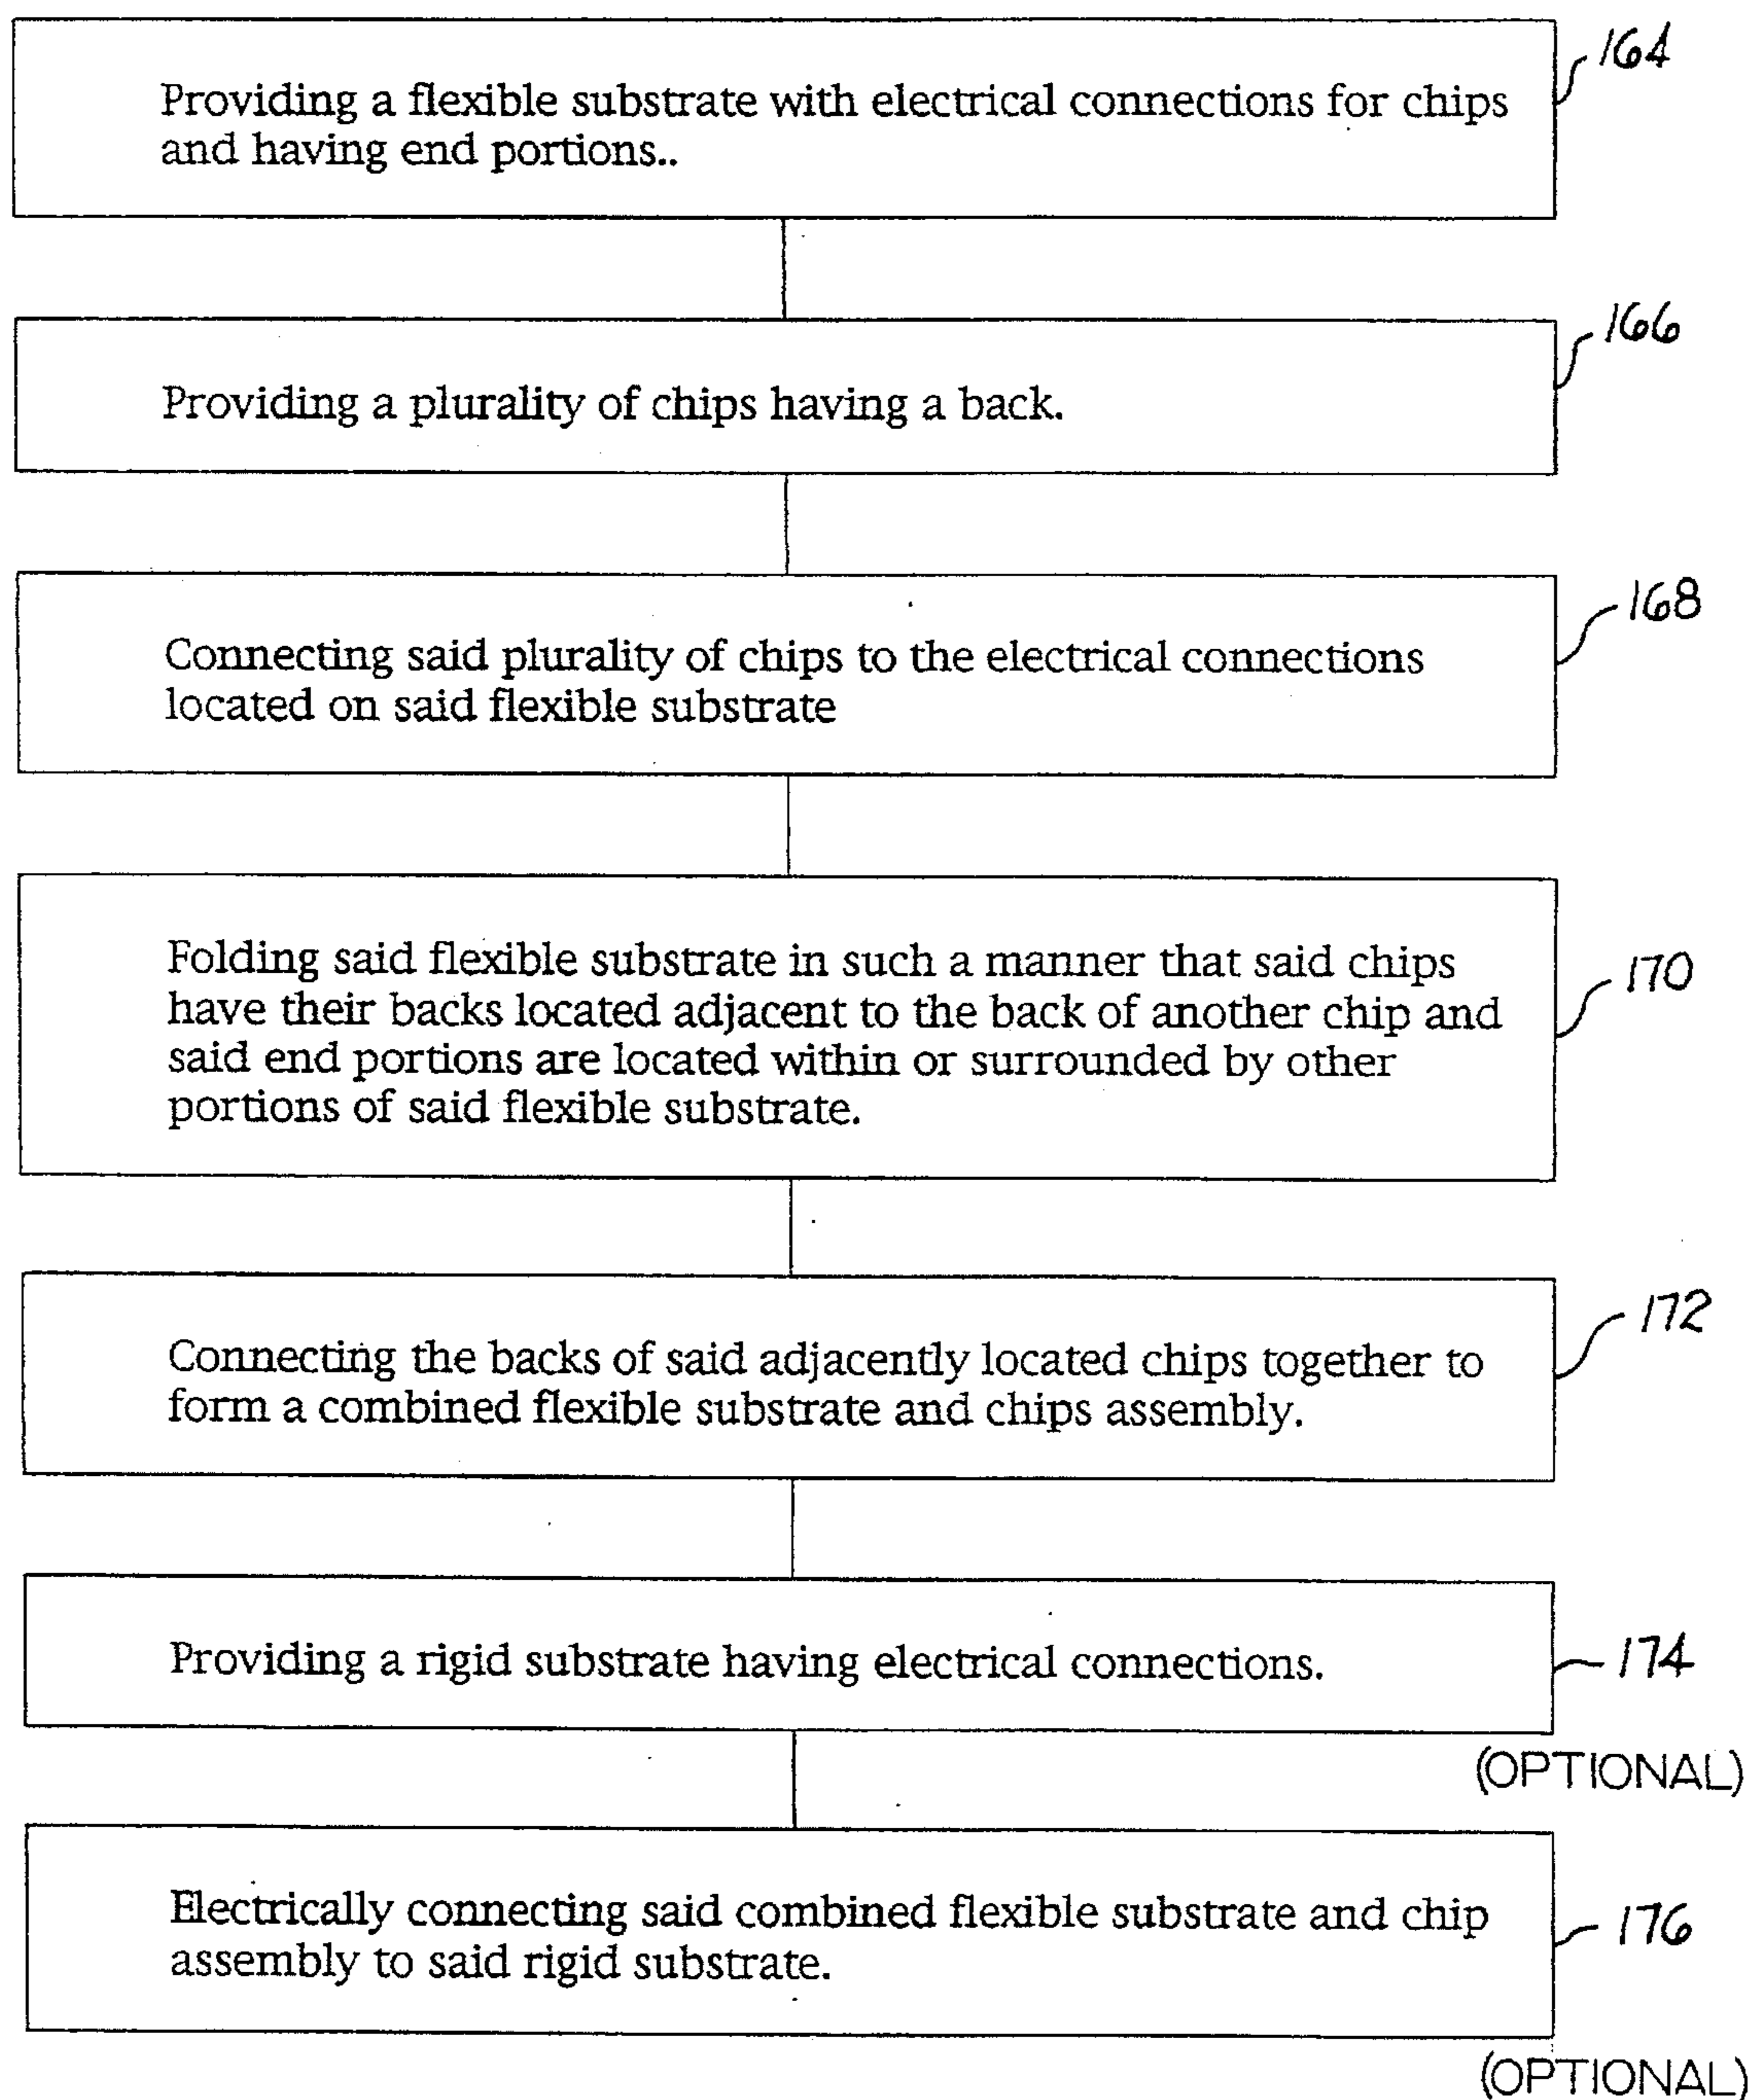 164
Providing a flexible substrate with electrical connections for chips
and having end portions..
166
Providing a plurality of chips having a back.
168
Connecting said plurality of chips to the electrical connections
located on said flexible substrate
Folding said flexible substrate in such a manner that said chips
170
have their backs located adjacent to the back of another chip and
said end portions are located within or surrounded by other
portions of said flexible substrate.
172
Connecting the backs of said adjacently located chips together to
form a combined flexible substrate and chips assembly.
Providing a rigid substrate having electrical connections.
174
(OPTIONAL)
Electrically connecting said combined flexible substrate and chip
176
assembly to said rigid substrate.
(OPTIONAL)